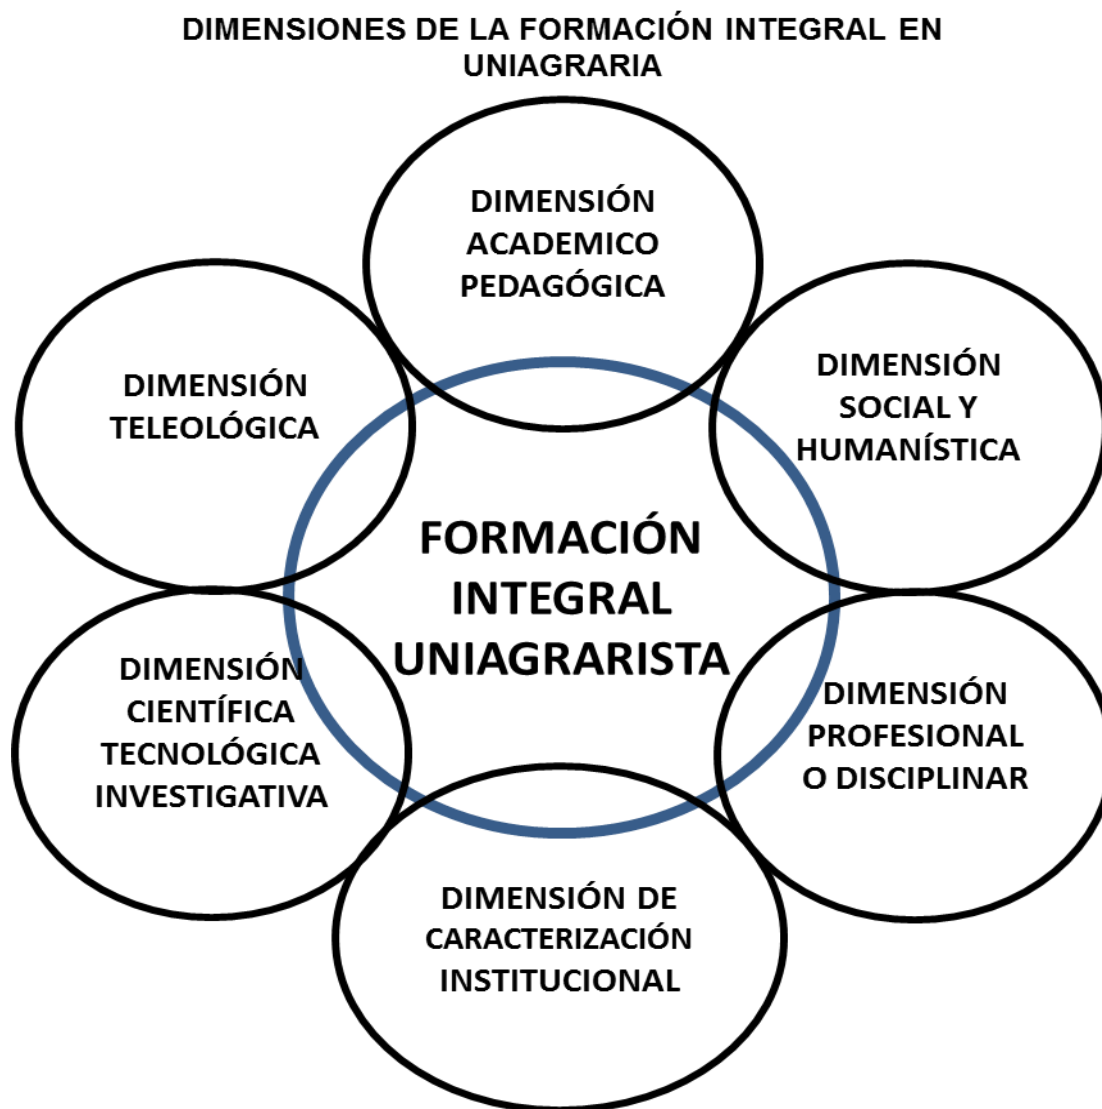 DIMENSIONES DE LA FORMACIÓN INTEGRAL EN
UNIAGRARIA
DIMENSIÓN
ACADEMICO
PEDAGÓGICA
DIMENSIÓN
TELEOLÓGICA
DIMENSIÓN
SOCIAL Y
HUMANÍSTICA
FORMACIÓN
INTEGRAL
UNIAGRARISTA
DIMENSIÓN
CIENTÍFICA
TECNOLÓGICA
INVESTIGATIVA
DIMENSIÓN
PROFESIONAL
O DISCIPLINAR
DIMENSIÓN DE
CARACTERIZACIÓN
INSTITUCIONAL